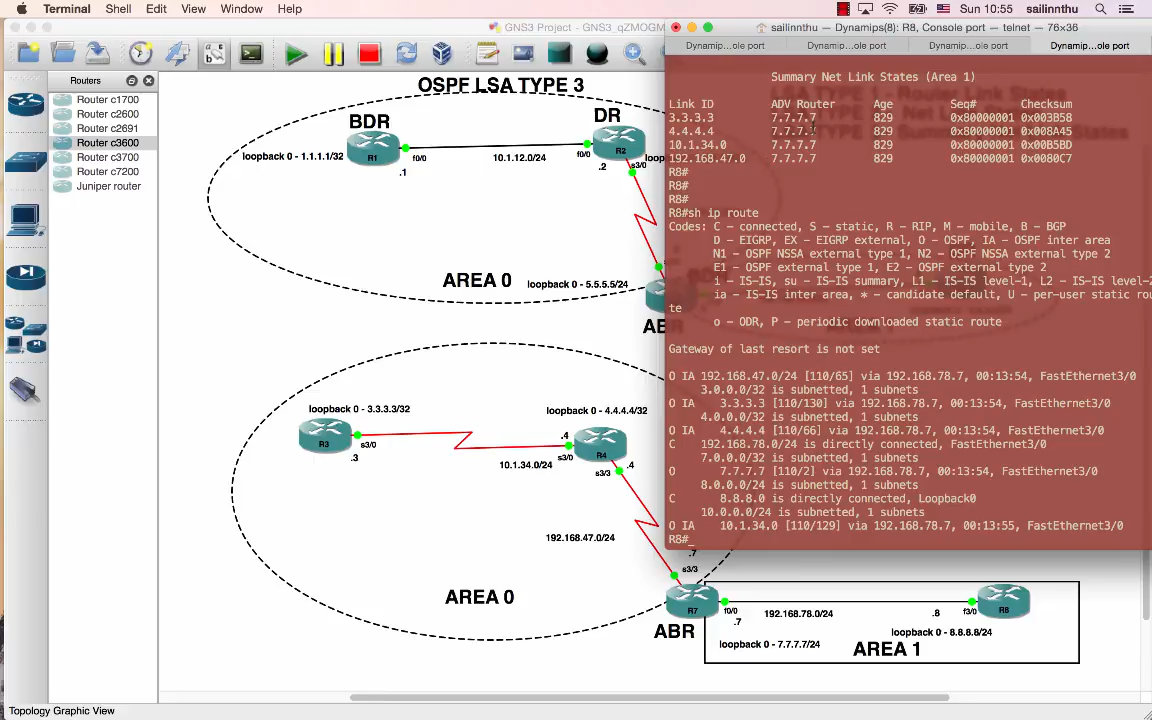 Terminal Shell Edit View Window Help Sun 10:55 sailinnthu
GNS3 Project — GNS3_qZMOGM
sailinnthu — Dynamips(8): R8, Console port — telnet — 76×36
Dynamip...ole port Dynamip...ole port Dynamip...ole port Dynamip...ole port
Routers
Router c1700
Router c2600
Router c2691
Router c3600
Router c3700
Router c7200
Juniper router
OSPF LSA TYPE 3
BDR
DR
loopback 0 - 1.1.1.1/32
R1
f0/0
.1
10.1.12.0/24
f0/0
R2
.2
s3/0
loop
AREA 0
loopback 0 - 5.5.5.5/24
AB
loopback 0 - 3.3.3.3/32
R3
s3/0
.3
loopback 0 - 4.4.4.4/32
.4
R4
10.1.34.0/24
s3/0
s3/3
.4
192.168.47.0/24
AREA 0
.7
s3/3
R7
f0/0
.7
ABR
192.168.78.0/24
.8
f3/0
R8
loopback 0 - 8.8.8.8/24
loopback 0 - 7.7.7.7/24
AREA 1
LSA TYPE 1 - Router Link States
TYPE - Net Link States
TYPE - Summ States
Summary Net Link States (Area 1)
Link ID ADV Router Age Seq# Checksum
3.3.3.3 7.7.7.7 829 0x80000001 0x003B58
4.4.4.4 7.7.7.7 829 0x80000001 0x008A45
10.1.34.0 7.7.7.7 829 0x80000001 0x00B5BD
192.168.47.0 7.7.7.7 829 0x80000001 0x0080C7
R8#
R8#
R8#
R8#sh ip route
Codes: C - connected, S - static, R - RIP, M - mobile, B - BGP
D - EIGRP, EX - EIGRP external, O - OSPF, IA - OSPF inter area
N1 - OSPF NSSA external type 1, N2 - OSPF NSSA external type 2
E1 - OSPF external type 1, E2 - OSPF external type 2
i - IS-IS, su - IS-IS summary, L1 - IS-IS level-1, L2 - IS-IS level-2
ia - IS-IS inter area, * - candidate default, U - per-user static rou
te
o - ODR, P - periodic downloaded static route
Gateway of last resort is not set
O IA 192.168.47.0/24 [110/65] via 192.168.78.7, 00:13:54, FastEthernet3/0
3.0.0.0/32 is subnetted, 1 subnets
O IA 3.3.3.3 [110/130] via 192.168.78.7, 00:13:54, FastEthernet3/0
4.0.0.0/32 is subnetted, 1 subnets
O IA 4.4.4.4 [110/66] via 192.168.78.7, 00:13:54, FastEthernet3/0
C 192.168.78.0/24 is directly connected, FastEthernet3/0
7.0.0.0/32 is subnetted, 1 subnets
O 7.7.7.7 [110/2] via 192.168.78.7, 00:13:54, FastEthernet3/0
8.0.0.0/24 is subnetted, 1 subnets
C 8.8.8.0 is directly connected, Loopback0
10.0.0.0/24 is subnetted, 1 subnets
O IA 10.1.34.0 [110/129] via 192.168.78.7, 00:13:55, FastEthernet3/0
R8#_
Topology Graphic View